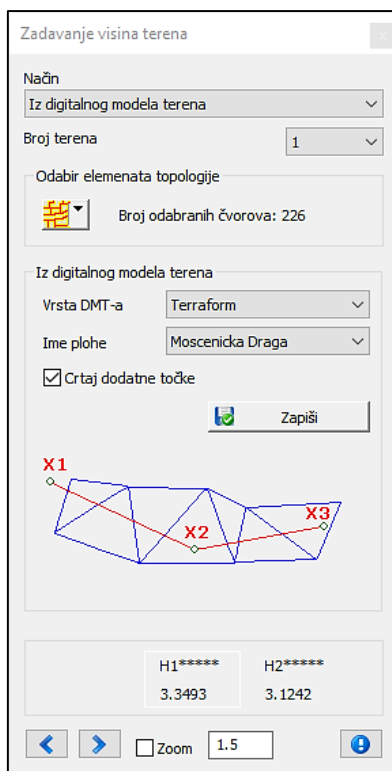 Zadavanje visina terena
Način
Iz digitalnog modela terena
Broj terena 1
Odabir elemenata topologije
Broj odabranih čvorova: 226
Iz digitalnog modela terena
Vrsta DMT-a Terraform
Ime plohe Moscenicka Draga
Crtaj dodatne točke
Zapiši
X1
X2
X3
H1***** H2*****
3.3493 3.1242
Zoom 1.5